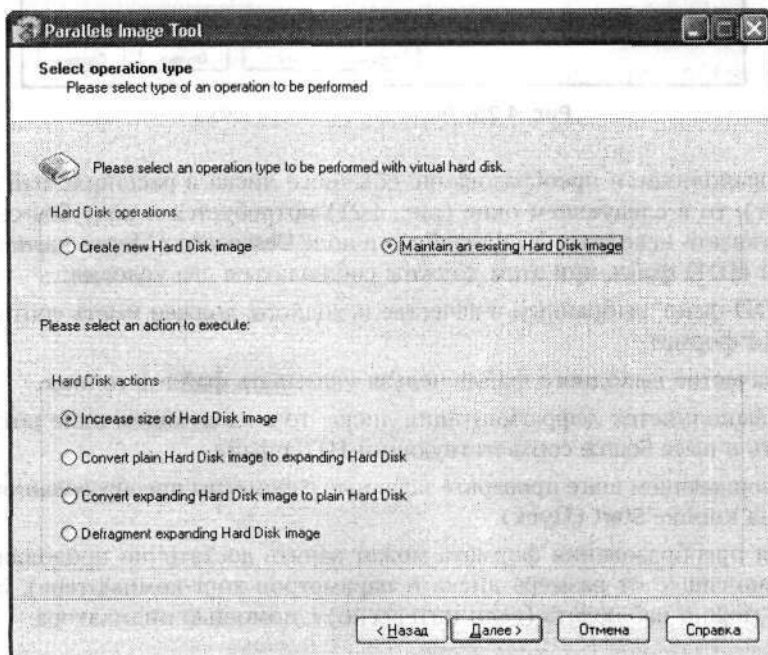 Parallels Image Tool
Select operation type
Please select type of an operation to be performed
Please select an operation type to be performed with virtual hard disk.
Hard Disk operations
Create new Hard Disk image
Maintain an existing Hard Disk image
Please select an action to execute:
Hard Disk actions
Increase size of Hard Disk image
Convert plain Hard Disk image to expanding Hard Disk
Convert expanding Hard Disk image to plain Hard Disk
Defragment expanding Hard Disk image
< Назад Далее > Отмена Справка